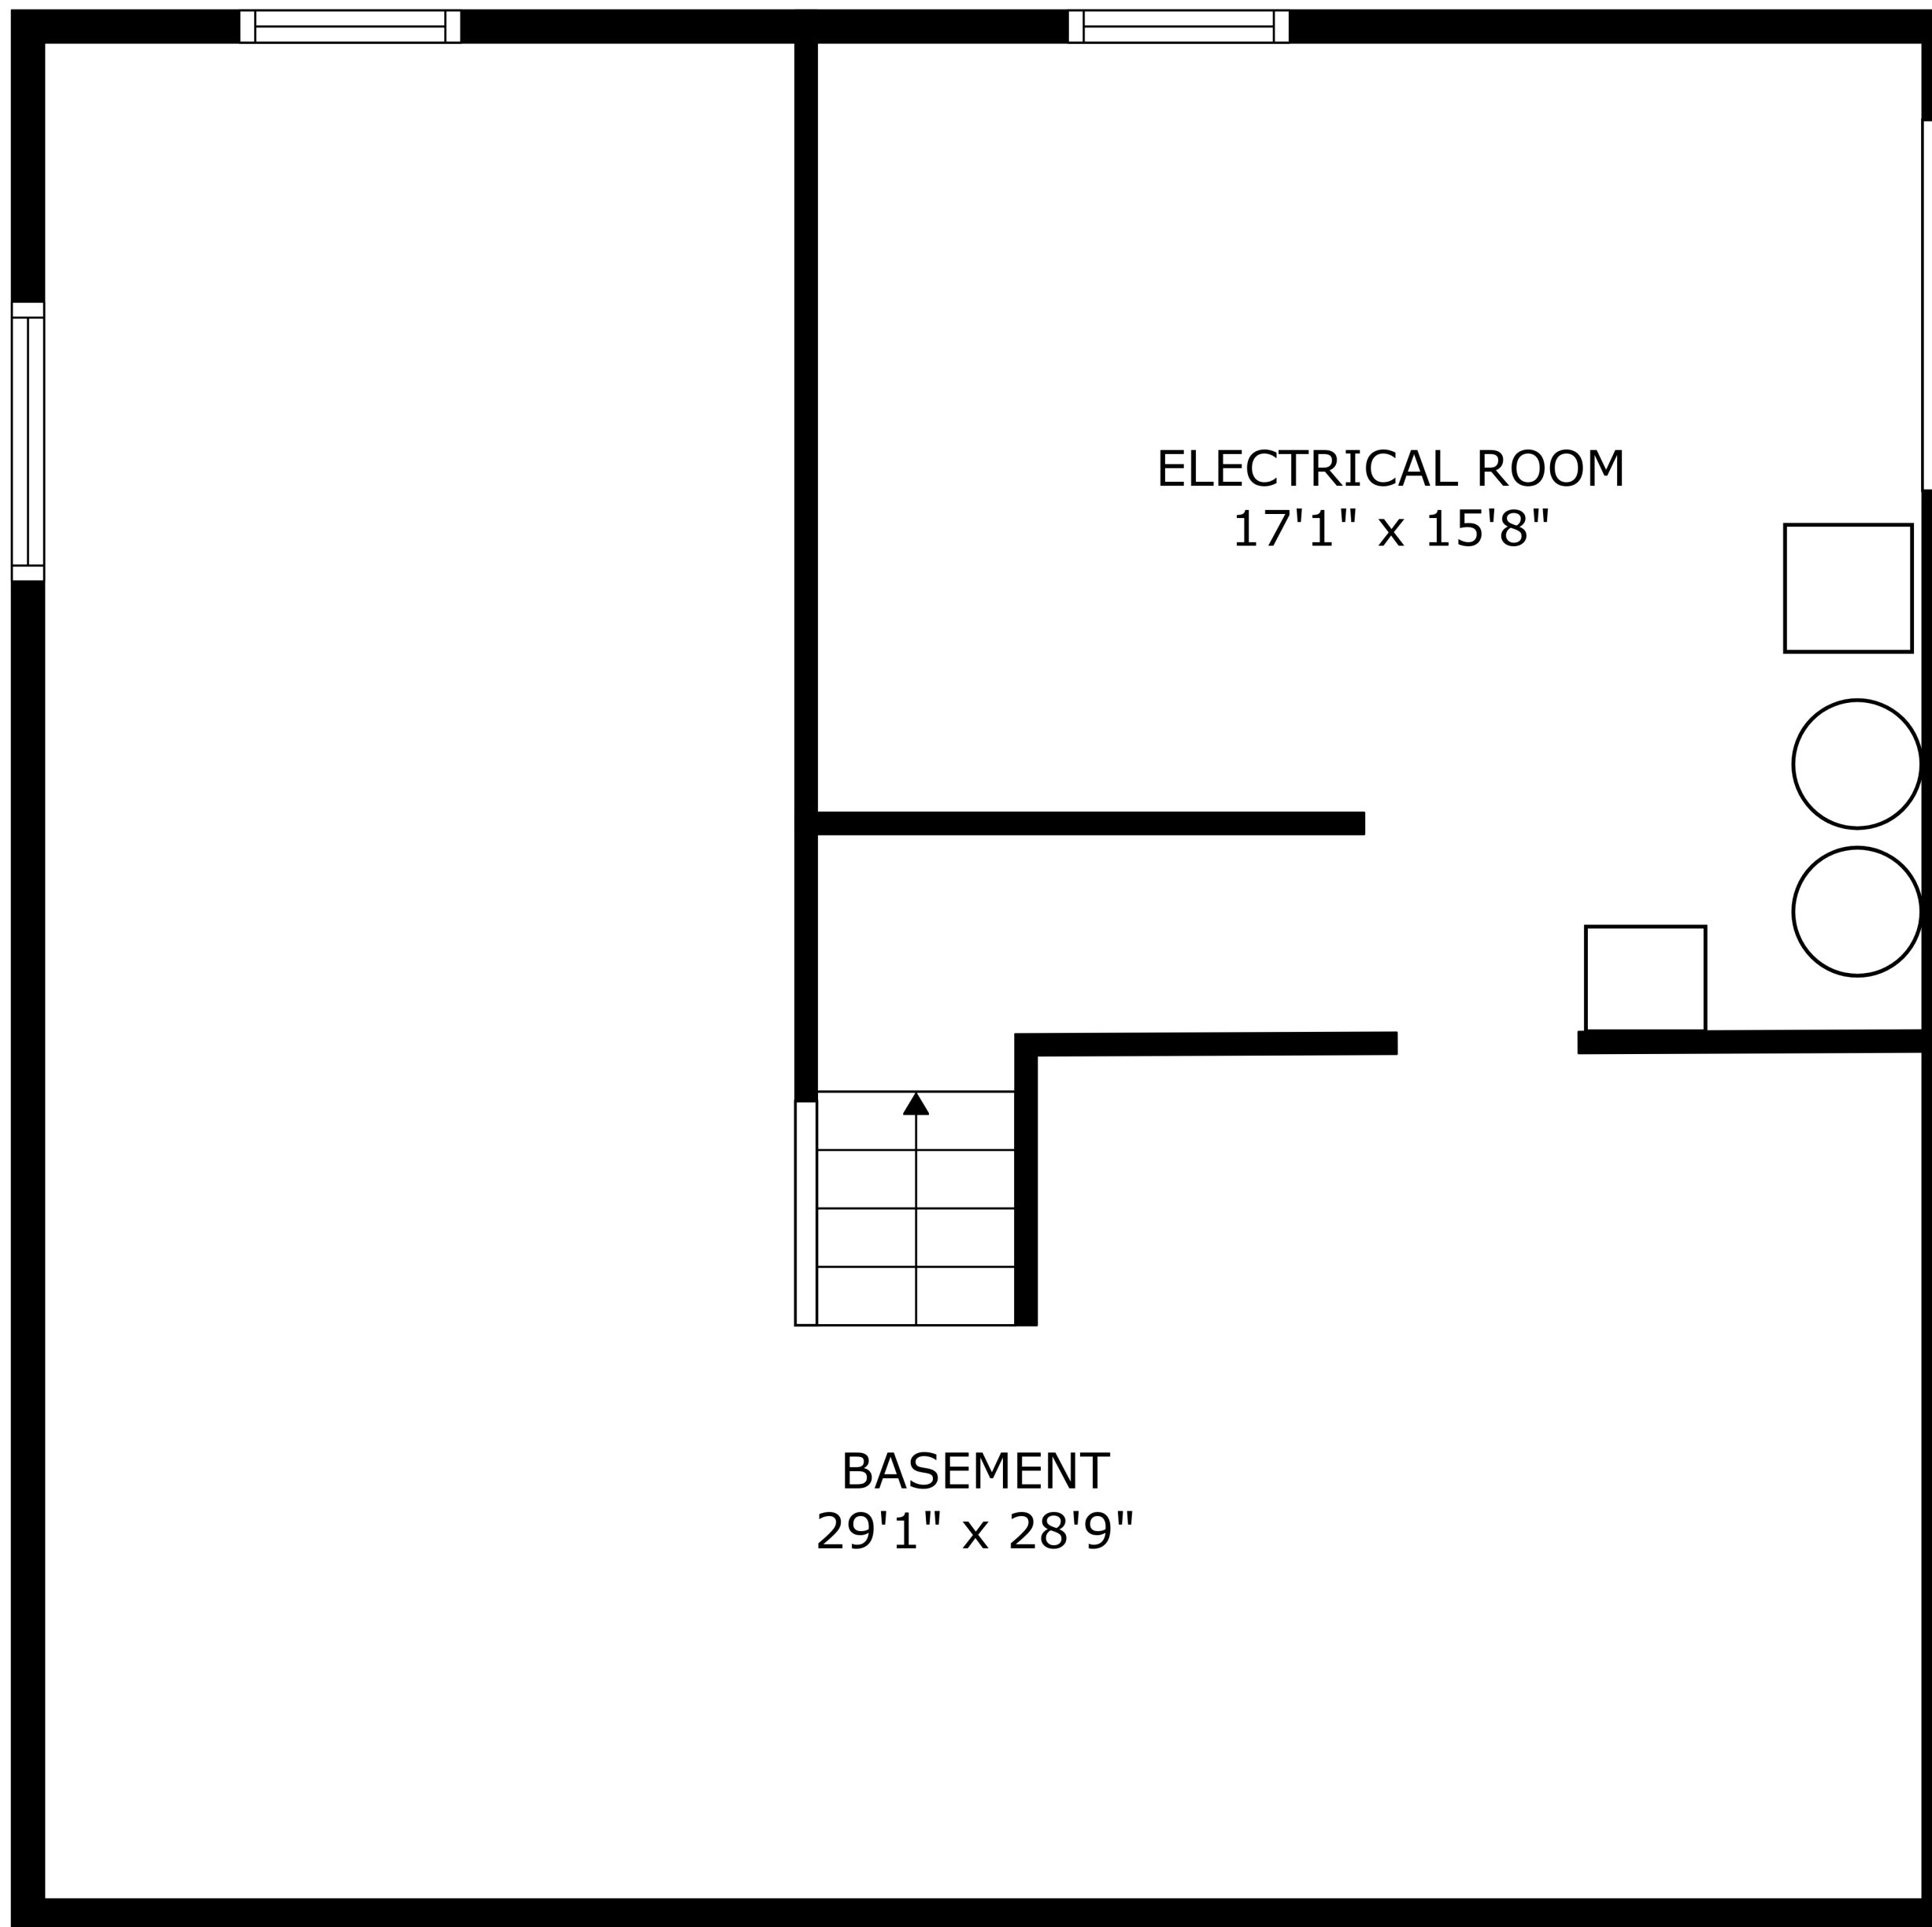 ELECTRICAL ROOM
17'1" x 15'8"
BASEMENT
29'1" x 28'9"